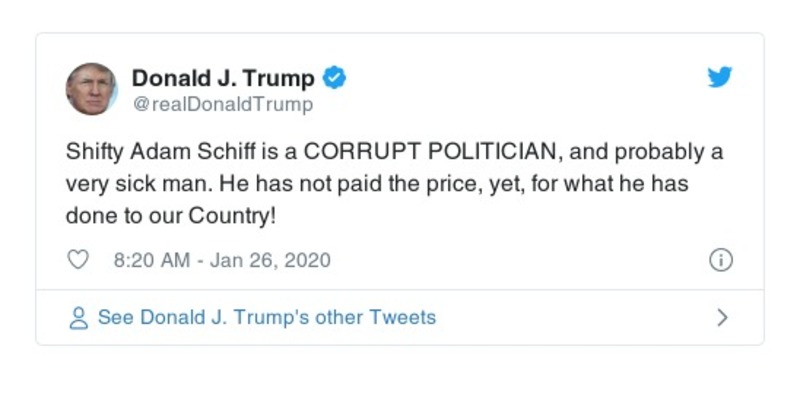 Donald J. Trump
@realDonaldTrump
Shifty Adam Schiff is a CORRUPT POLITICIAN, and probably a
very sick man. He has not paid the price, yet, for what he has
done to our Country!
8:20 AM - Jan 26, 2020
See Donald J. Trump's other Tweets